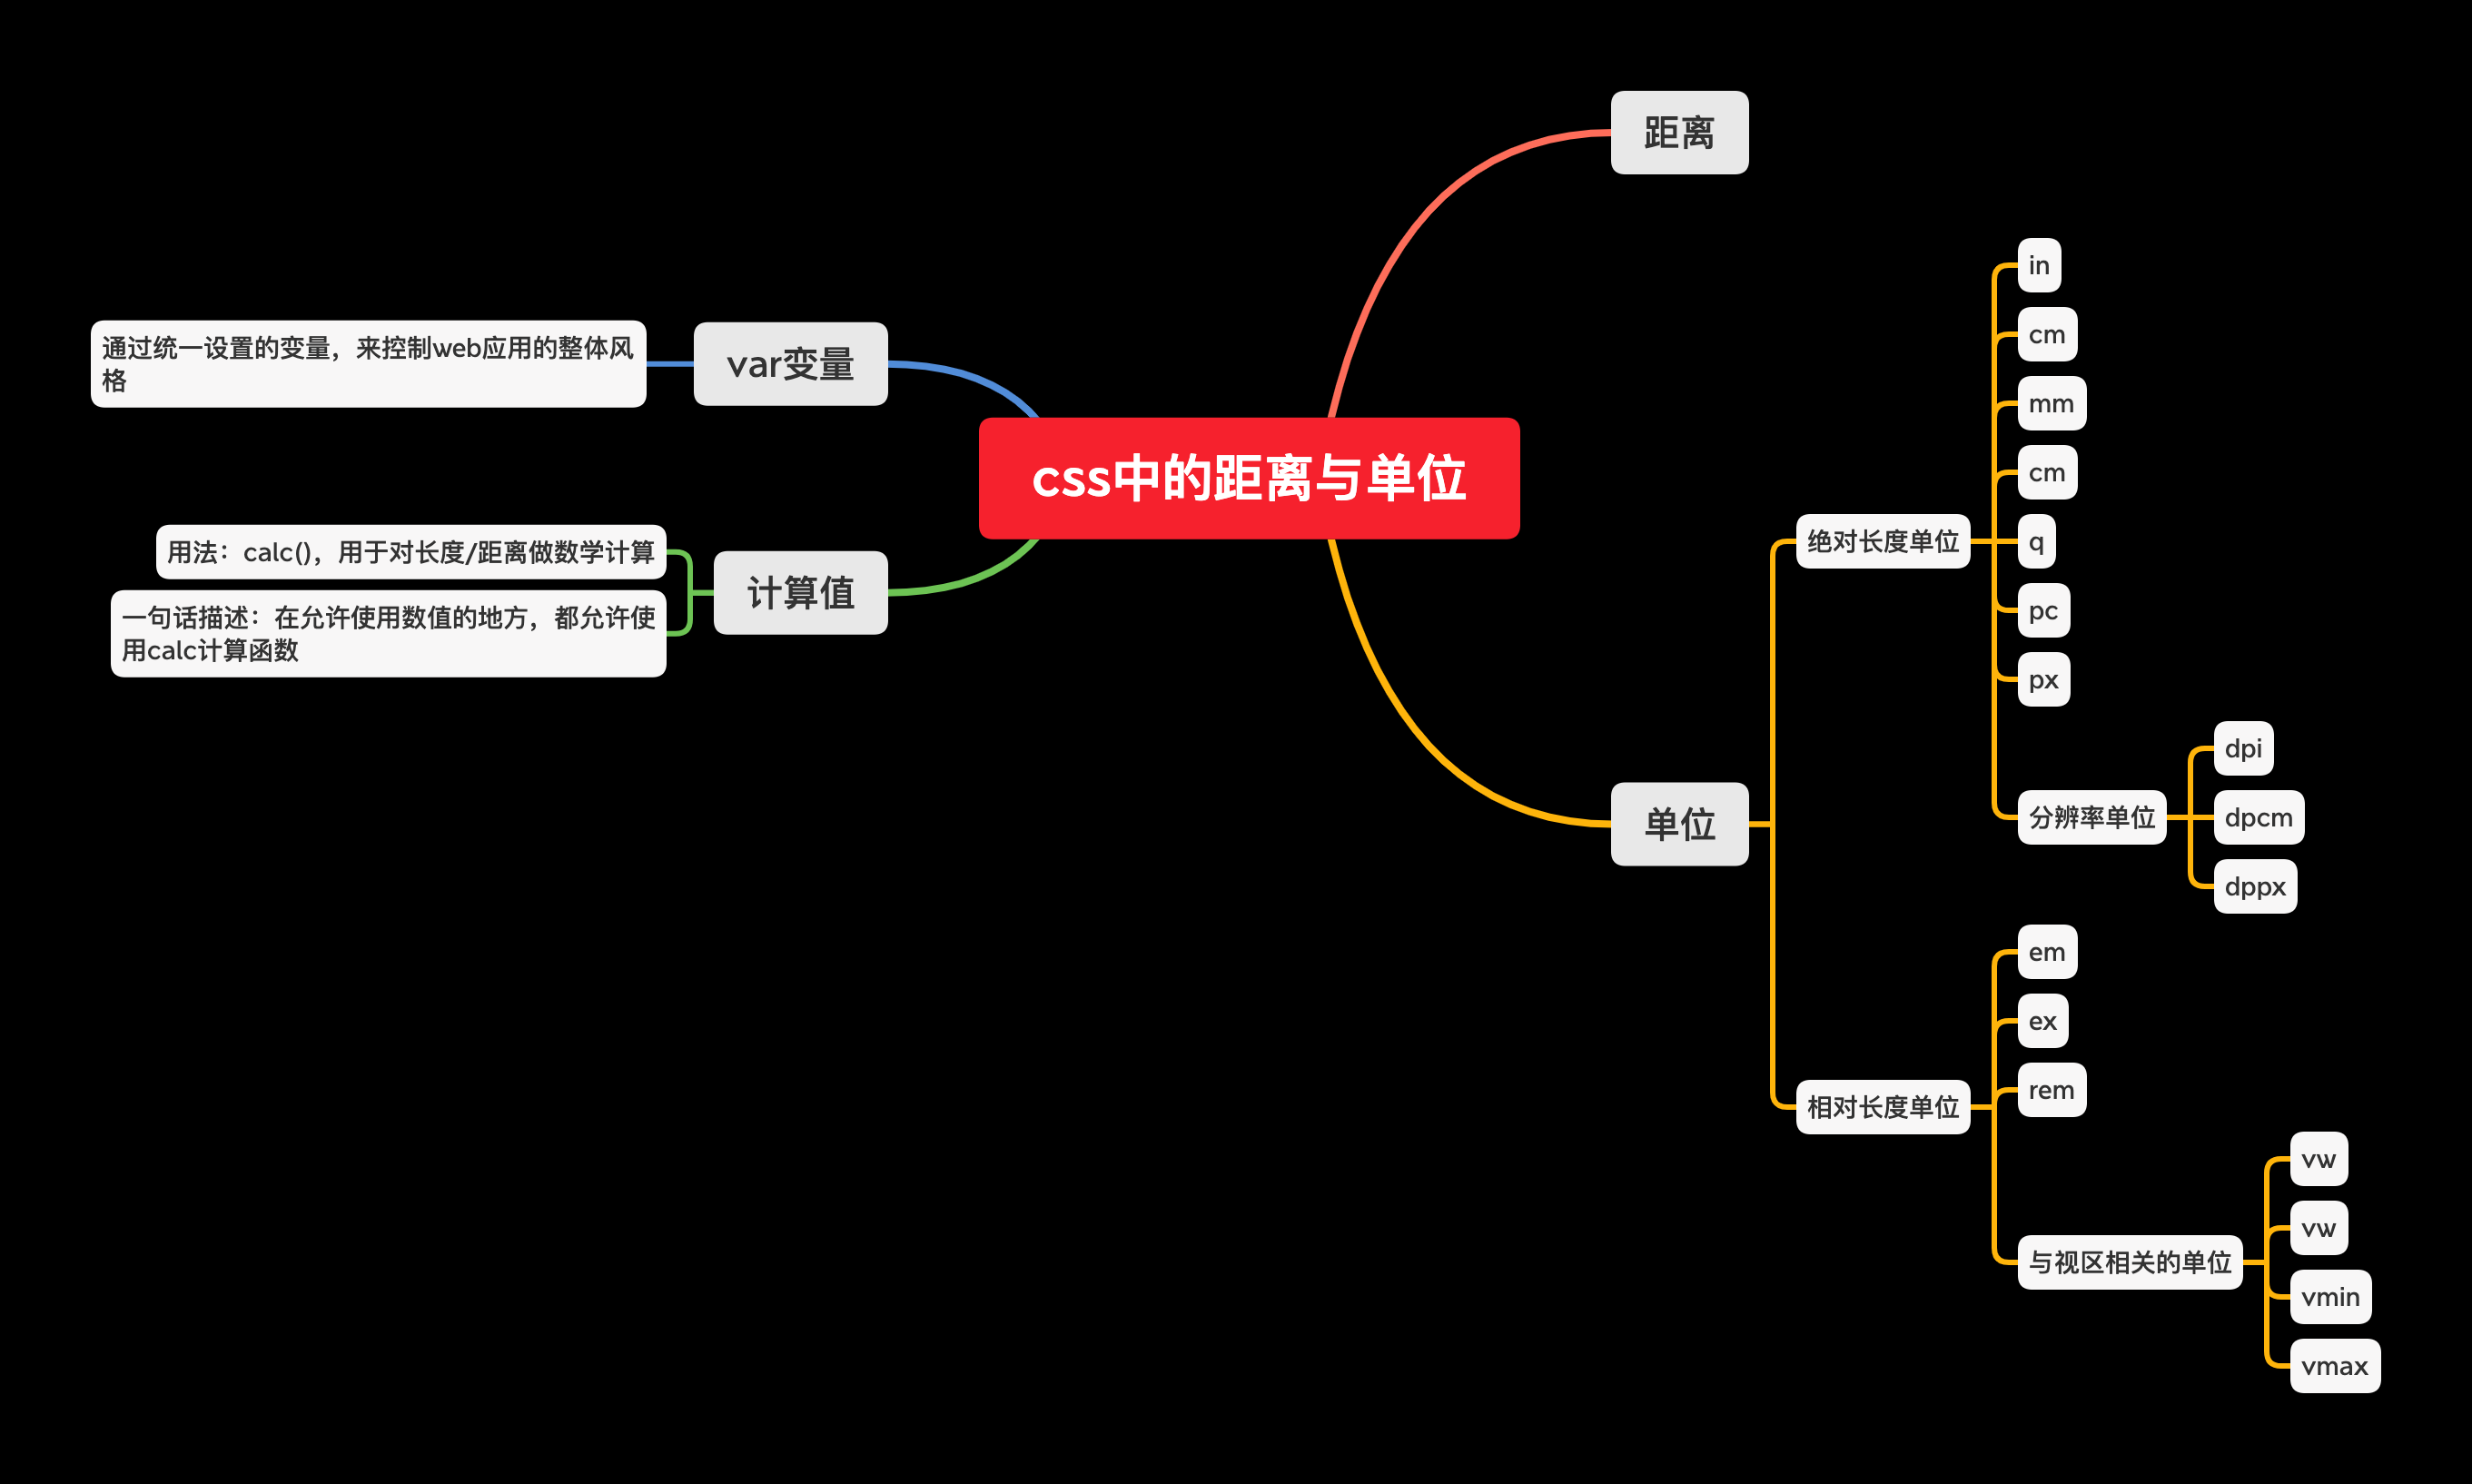 css中的距离与单位
距离
单位
绝对长度单位
in
cm
mm
cm
q
pc
px
分辨率单位
dpi
dpcm
dppx
相对长度单位
em
ex
rem
与视区相关的单位
vw
vw
vmin
vmax
var变量
通过统一设置的变量，来控制web应用的整体风
格
计算值
用法：calc()，用于对长度/距离做数学计算
一句话描述：在允许使用数值的地方，都允许使
用calc计算函数